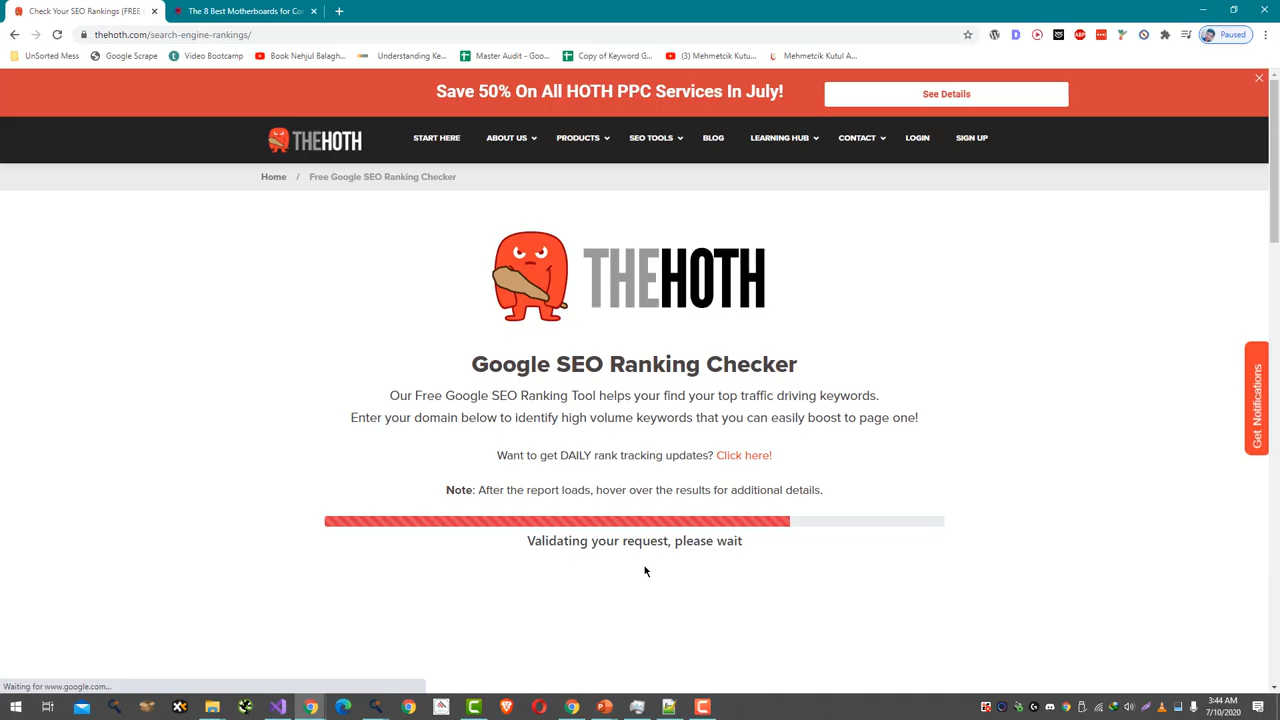 Check Your SEO Rankings (FREE
The 8 Best Motherboards for Co
thehoth.com/search-engine-rankings/
Paused
UnSorted Mess
Google Scrape
Video Bootcamp
Book Nehjul Balagh...
Understanding Ke...
Master Audit - Goo...
Copy of Keyword G...
(3) Mehmetcik Kutu...
Mehmetcik Kutul A...
Save 50% On All HOTH PPC Services In July!
See Details
THEHOTH
START HERE
ABOUT US
PRODUCTS
SEO TOOLS
BLOG
LEARNING HUB
CONTACT
LOGIN
SIGN UP
Home / Free Google SEO Ranking Checker
THEHOTH
Google SEO Ranking Checker
Our Free Google SEO Ranking Tool helps your find your top traffic driving keywords.
Enter your domain below to identify high volume keywords that you can easily boost to page one!
Want to get DAILY rank tracking updates? Click here!
Note: After the report loads, hover over the results for additional details.
Validating your request, please wait
Get Notifications
Waiting for www.google.com...
3:44 AM
7/10/2020